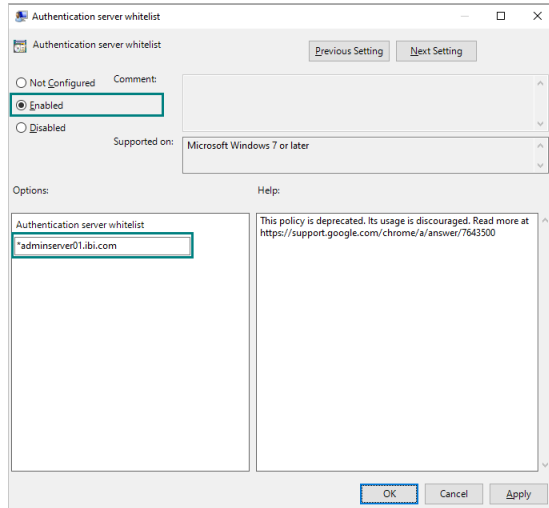 Authentication server whitelist
Authentication server whitelist
Previous Setting
Next Setting
Not Configured
Comment:
Enabled
Disabled
Supported on:
Microsoft Windows 7 or later
Options:
Help:
Authentication server whitelist
*adminserver01.ibi.com
This policy is deprecated. Its usage is discouraged. Read more at
https://support.google.com/chrome/a/answer/7643500
OK
Cancel
Apply